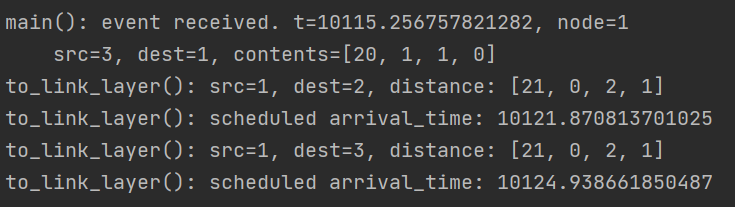 main(): event received. t=10115.256757821282, node=1
    src=3, dest=1, contents=[20, 1, 1, 0]
to_link_layer(): src=1, dest=2, distance: [21, 0, 2, 1]
to_link_layer(): scheduled arrival_time: 10121.870813701025
to_link_layer(): src=1, dest=3, distance: [21, 0, 2, 1]
to_link_layer(): scheduled arrival_time: 10124.938661850487